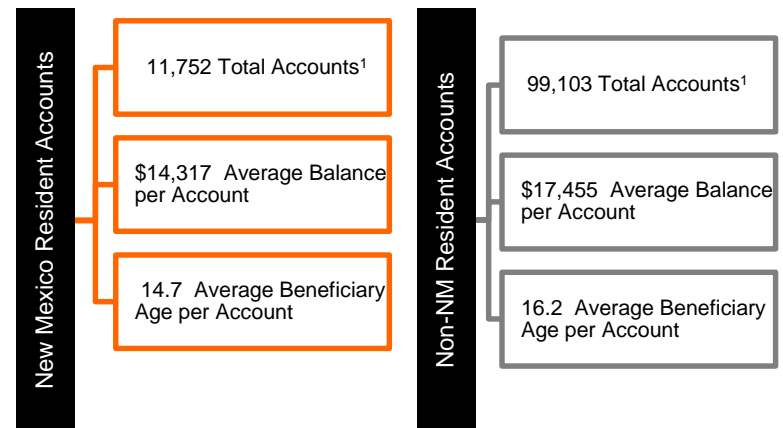 New Mexico Resident Accounts
11,752 Total Accounts¹
$14,317 Average Balance
per Account
14.7 Average Beneficiary
Age per Account
Non-NM Resident Accounts
99,103 Total Accounts¹
$17,455 Average Balance
per Account
16.2 Average Beneficiary
Age per Account